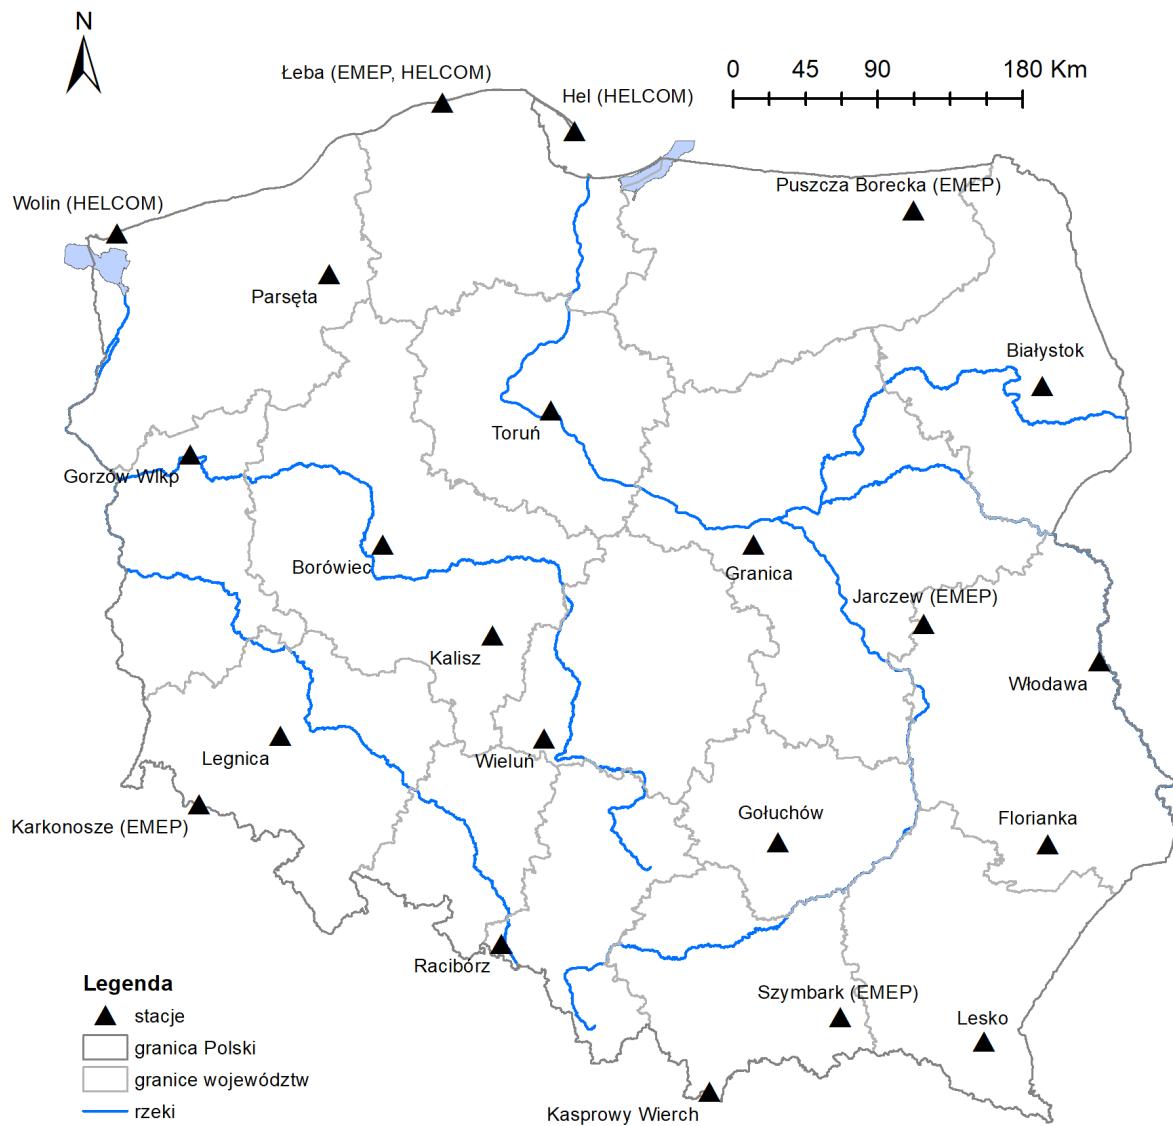 N
Łeba (EMEP, HELCOM)
0 45 90 180 Km
Hel (HELCOM)
Puszcza Borecka (EMEP)
Wolin (HELCOM)
Parsęta
Białystok
Toruń
Gorzów Wlkp
Borówiec
Granica
Jarczew (EMEP)
Kalisz
Włodawa
Legnica
Wieluń
Gołuchów
Florianka
Karkonosze (EMEP)
Racibórz
Legenda
stacje
Szymbark (EMEP)
Lesko
granica Polski
granice województw
rzeki
Kasprowy Wierch